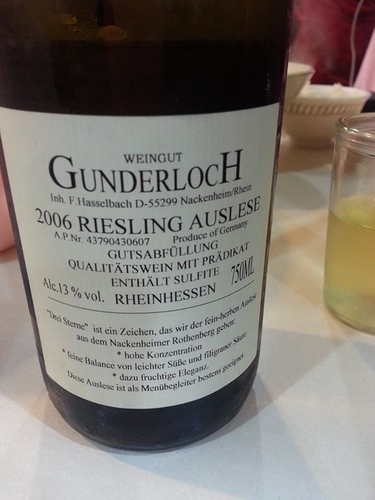 WEINGUT
GUNDERLOCH
Inh. F.Hasselbach D-55299 Nackenheim/Rhein
2006 RIESLING AUSLESE
A.P.Nr. 43790430607 Produce of Germany
GUTSABFÜLLUNG
QUALITÄTSWEIN MIT PRÄDIKAT
ENTHÄLT SULFITE
Alc.13 % vol. RHEINHESSEN 750ML
"Drei Sterne" ist ein Zeichen, das wir der fein-herben Auslese
aus dem Nackenheimer Rothenberg geben:
* hohe Konzentration
* feine Balance von leichter Süße und filigraner Säure
* dazu fruchtige Eleganz.
Diese Auslese ist als Menübegleiter bestens geeignet.